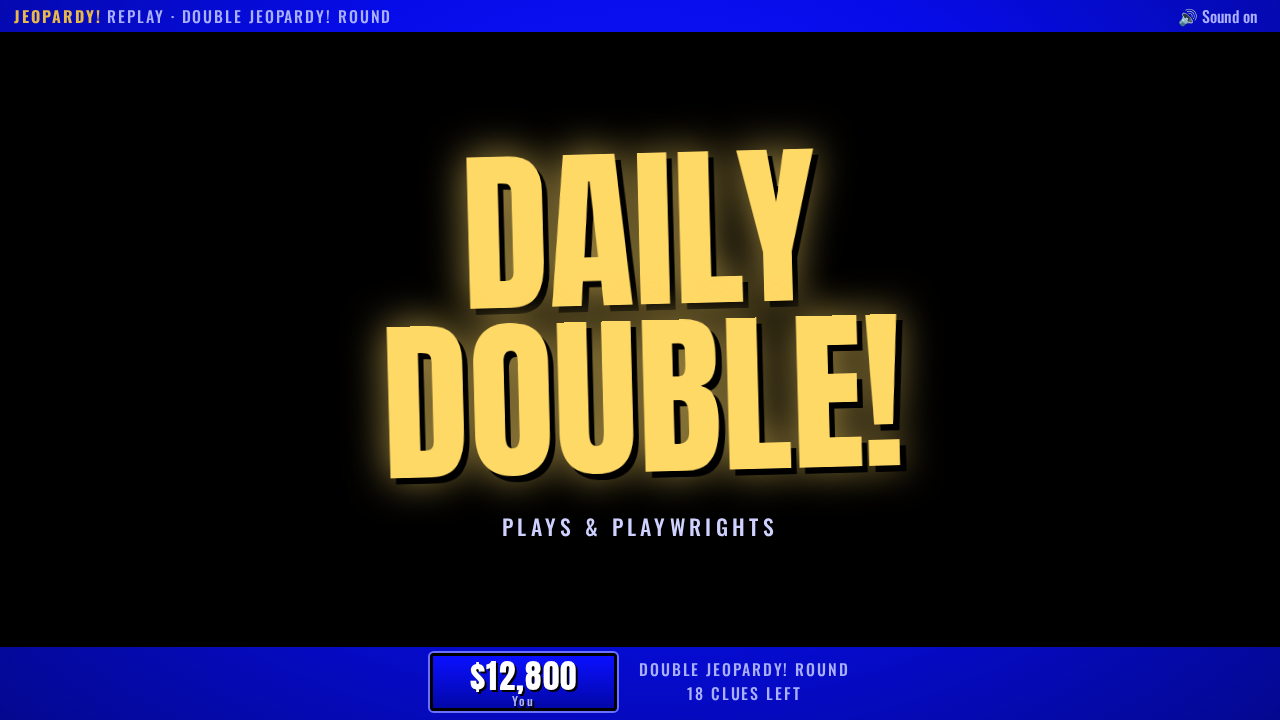 JEOPARDY! REPLAY · DOUBLE JEOPARDY! ROUND
🔊 Sound on
DAILY
DOUBLE!
PLAYS & PLAYWRIGHTS
$12,800
You
DOUBLE JEOPARDY! ROUND
18 CLUES LEFT